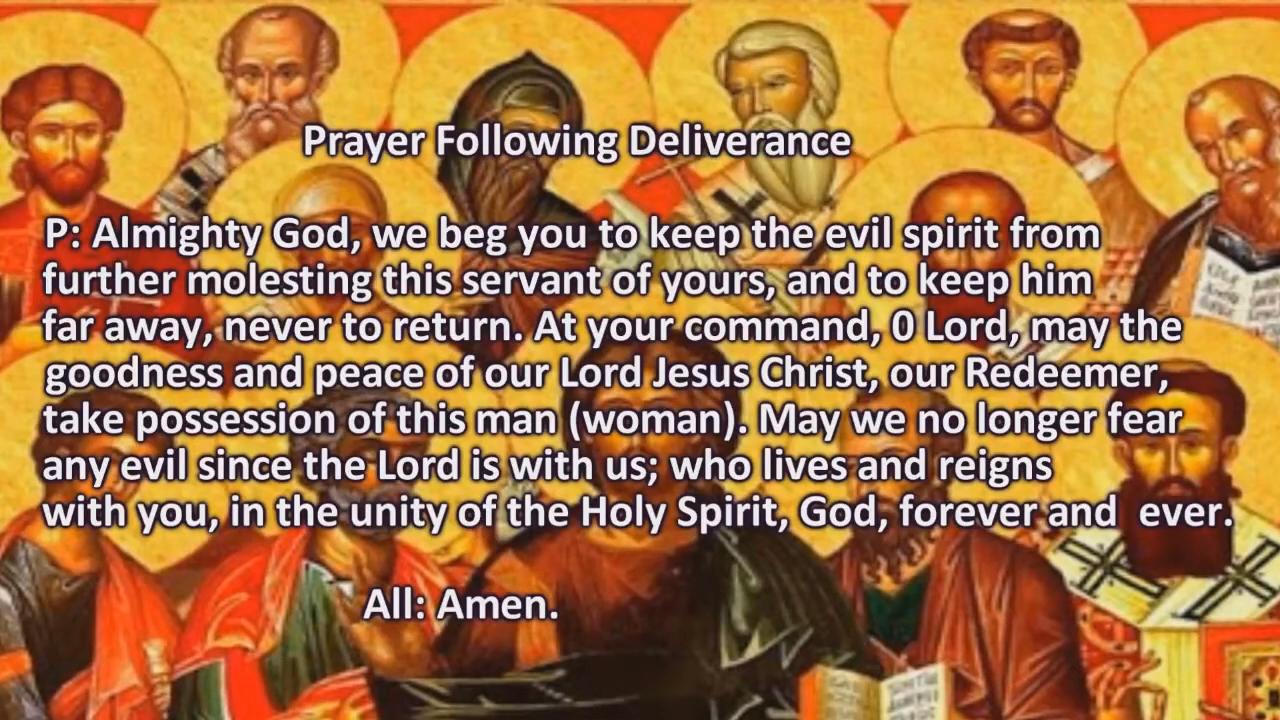 Prayer Following Deliverance
P: Almighty God, we beg you to keep the evil spirit from
further molesting this servant of yours, and to keep him
far away, never to return. At your command, 0 Lord, may the
goodness and peace of our Lord Jesus Christ, our Redeemer,
take possession of this man (woman). May we no longer fear
any evil since the Lord is with us; who lives and reigns
with you, in the unity of the Holy Spirit, God, forever and  ever.
All: Amen.